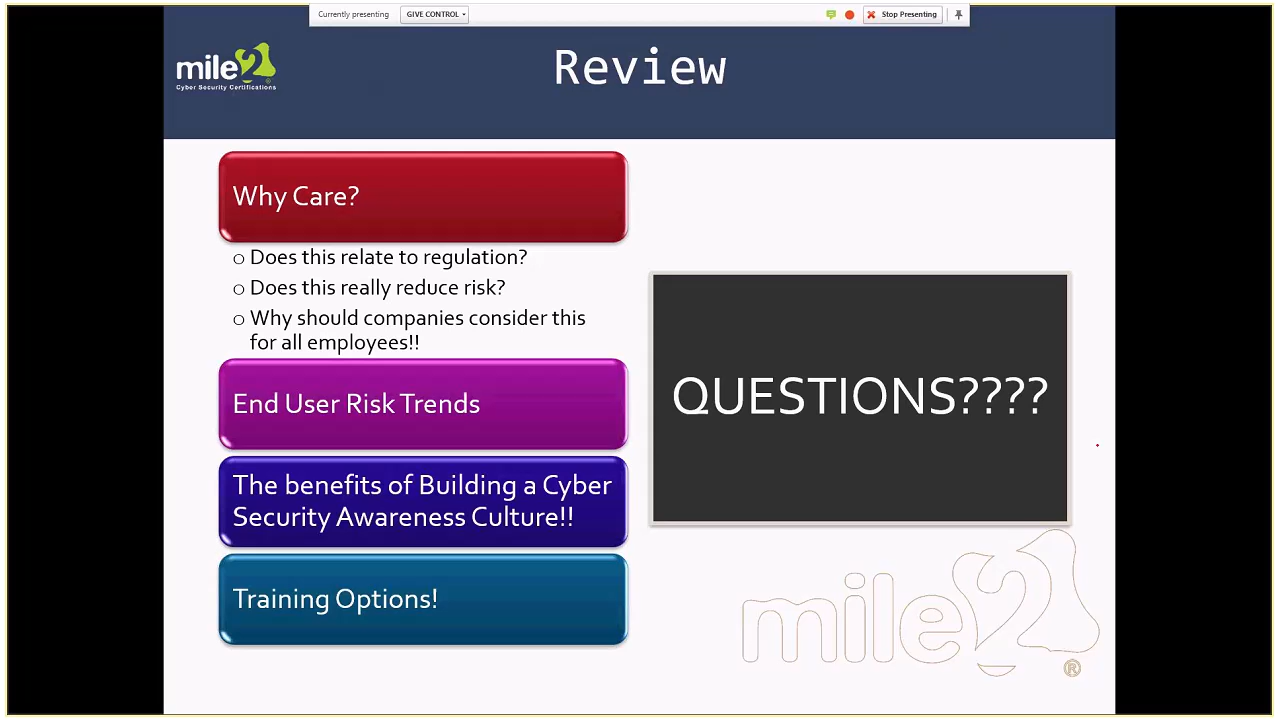 Currently presenting
GIVE CONTROL
Stop Presenting
mile2
®
Cyber Security Certifications
Review
Why Care?
o Does this relate to regulation?
o Does this really reduce risk?
o Why should companies consider this
for all employees!!
End User Risk Trends
The benefits of Building a Cyber
Security Awareness Culture!!
Training Options!
QUESTIONS????
mile2
®